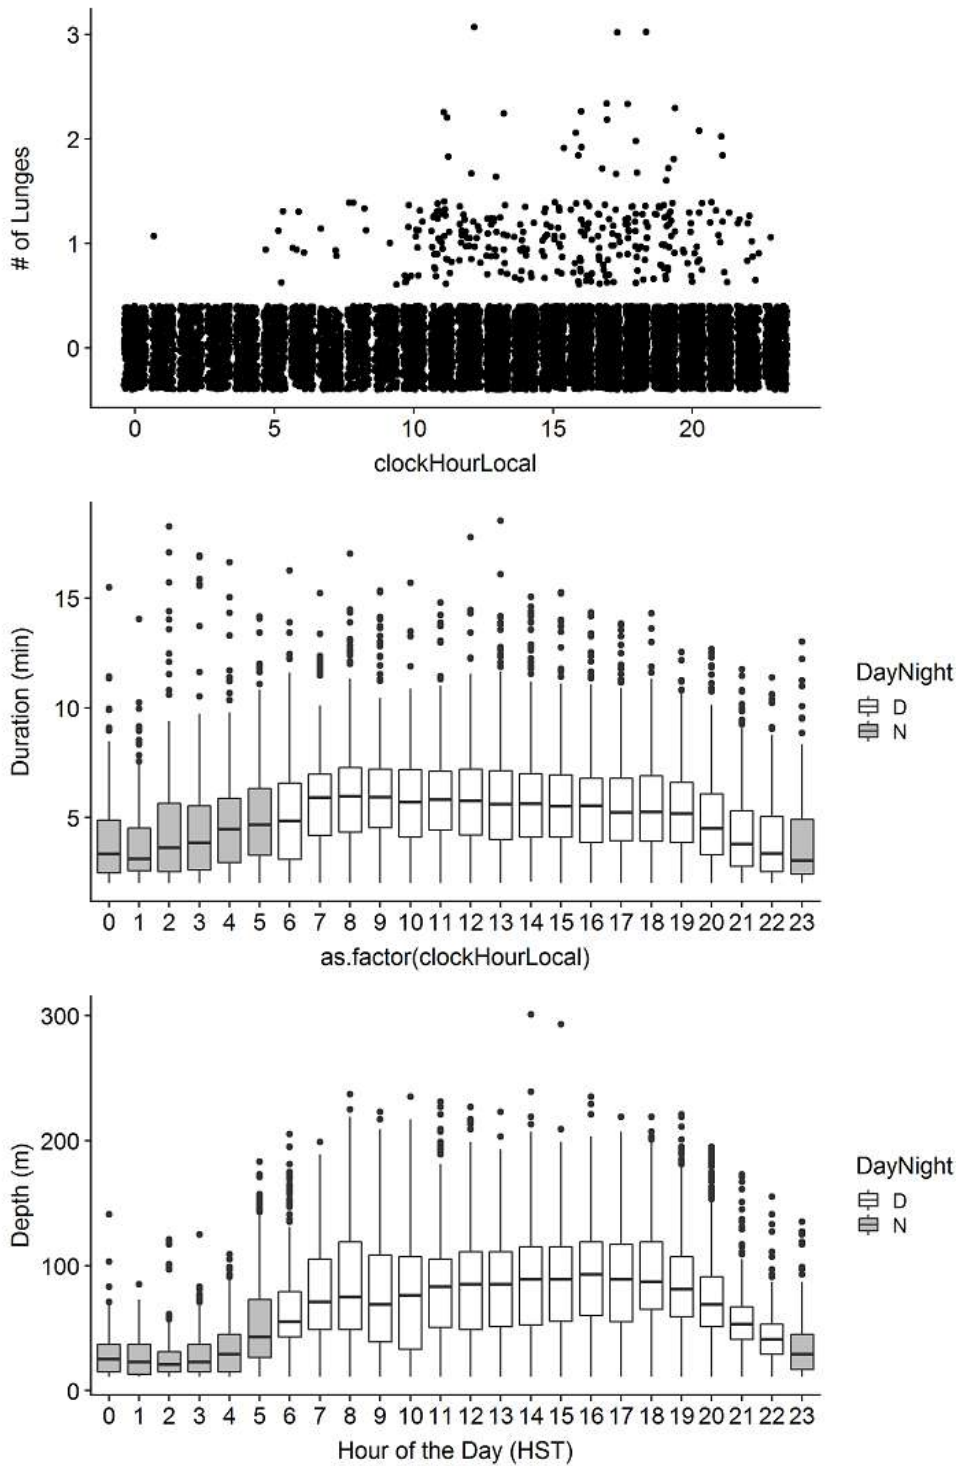 # of Lunges
3
2
1
0
0 5 10 15 20
clockHourLocal
Duration (min)
15
10
5
0 1 2 3 4 5 6 7 8 9 10 11 12 13 14 15 16 17 18 19 20 21 22 23
as.factor(clockHourLocal)
DayNight
D
N
Depth (m)
300
200
100
0
0 1 2 3 4 5 6 7 8 9 10 11 12 13 14 15 16 17 18 19 20 21 22 23
Hour of the Day (HST)
DayNight
D
N